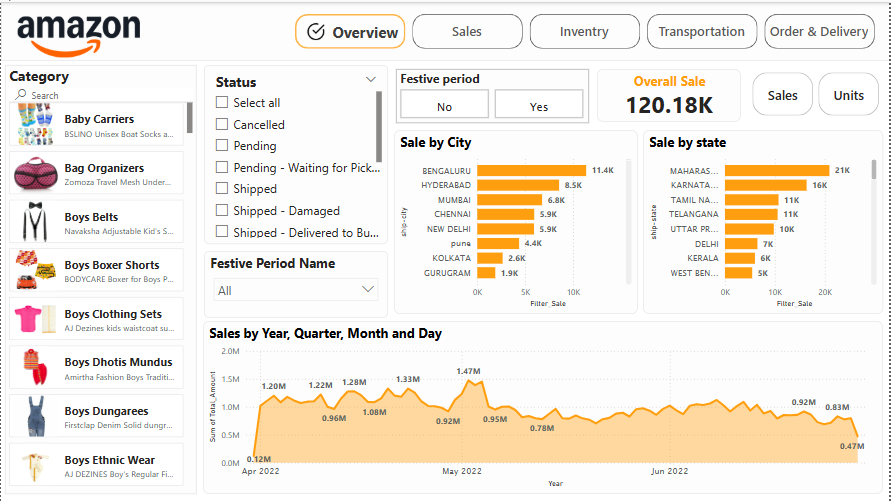 amazon
Overview
Sales
Inventry
Transportation
Order & Delivery
Category
Search
Baby Carriers
BSLINO Unisex Boat Socks a...
Bag Organizers
Zomoza Travel Mesh Under...
Boys Belts
Navaksha Adjustable Kid's S...
Boys Boxer Shorts
BODYCARE Boxer for Boys P...
Boys Clothing Sets
AJ Dezines kids waistcoat su...
Boys Dhotis Mundus
Amirtha Fashion Boys Traditi...
Boys Dungarees
Firstclap Denim Solid dungr...
Boys Ethnic Wear
AJ DEZINES Boy's Regular Fi...
Status
Select all
Cancelled
Pending
Pending - Waiting for Pick...
Shipped
Shipped - Damaged
Shipped - Delivered to Bu...
Festive Period Name
All
Festive period
No
Yes
Overall Sale
120.18K
Sales
Units
Sale by City
ship-city
BENGALURU 11.4K
HYDERABAD 8.5K
MUMBAI 6.8K
CHENNAI 5.9K
NEW DELHI 5.9K
pune 4.4K
KOLKATA 2.6K
GURUGRAM 1.9K
0K 5K 10K
Filter_Sale
Sale by state
ship-state
MAHARAS... 21K
KARNATA... 16K
TAMIL NA... 11K
TELANGANA 11K
UTTAR PR... 10K
DELHI 7K
KERALA 6K
WEST BEN... 5K
0K 10K 20K
Filter_Sale
Sales by Year, Quarter, Month and Day
Sum of Total_Amount
2.0M
1.5M
1.0M
0.5M
0.0M
0.12M
1.20M
1.22M
0.96M
1.28M
1.08M
1.33M
0.92M
1.47M
0.95M
0.78M
0.92M
0.83M
0.47M
Apr 2022
May 2022
Jun 2022
Year